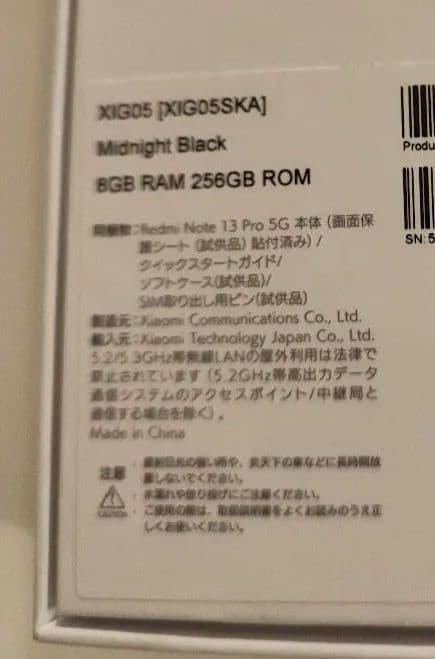 XIG05 [XIG05SKA]
Midnight Black
8GB RAM 256GB ROM
Produ
SN: 5
同梱物：Redmi Note 13 Pro 5G 本体（画面保
護シート（試供品）貼付済み）/
クイックスタートガイド/
ソフトケース(試供品)/
SIM取り出し用ピン(試供品)
製造元：Xiaomi Communications Co., Ltd.
輸入元：Xiaomi Technology Japan Co., Ltd.
5.2/5.3GHz帯無線LANの屋外利用は法律で
禁止されています（5.2GHz帯高出力データ
通信システムのアクセスポイント/中継局と
通信する場合を除く）。
Made in China
注意
CAUTION
・ 直射日光の強い所や、炎天下の車などに長時間放
置しないでください。
・ 水濡れや放り投げにご注意ください。
・ ご使用の際は、取扱説明書をよくお読みのうえ正
しくお使いください。